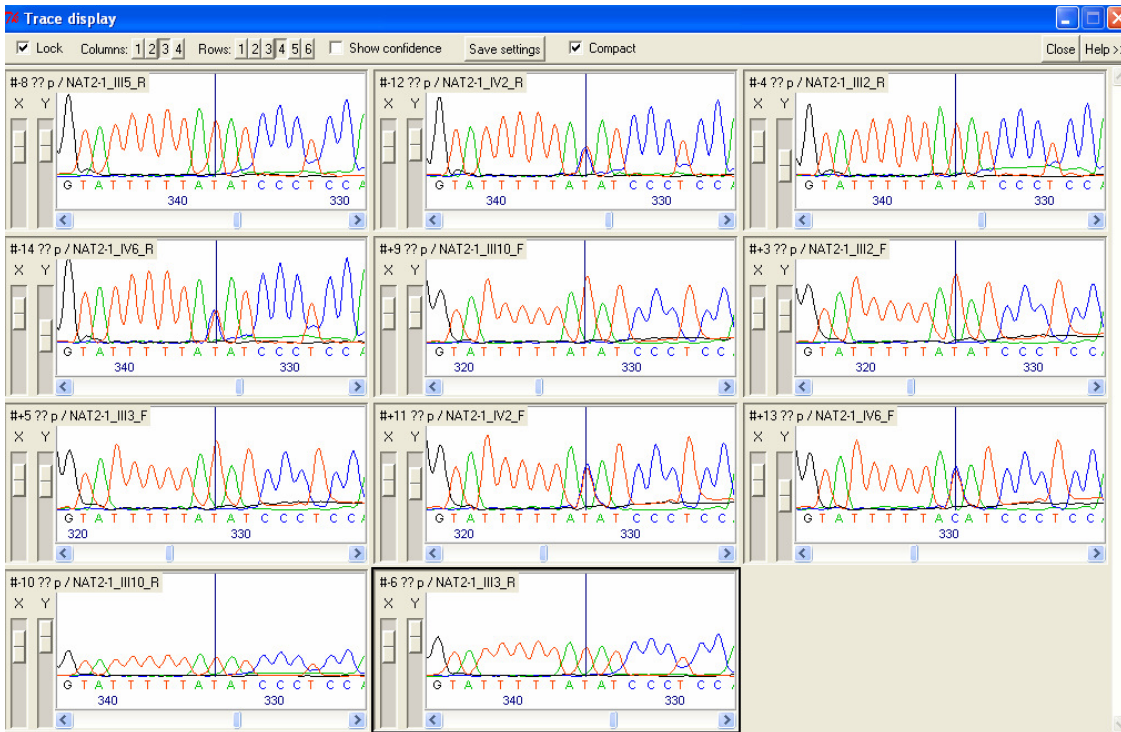 Trace display
Lock Columns: 1 2 3 4 Rows: 1 2 3 4 5 6 Show confidence Save settings Compact Close Help >>
#-8 ?? p / NAT2-1_III5_R
X Y
G T A T T T T T A T A T C C C T C C A
340 330
#-12 ?? p / NAT2-1_IV2_R
X Y
G T A T T T T T A T A T C C C T C C A
340 330
#-4 ?? p / NAT2-1_III2_R
X Y
G T A T T T T T A T A T C C C T C C A
340 330
#-14 ?? p / NAT2-1_IV6_R
X Y
G T A T T T T T A T A T C C C T C C A
340 330
#+9 ?? p / NAT2-1_III10_F
X Y
G T A T T T T T A T A T C C C T C C A
320 330
#+3 ?? p / NAT2-1_III2_F
X Y
G T A T T T T T A T A T C C C T C C A
320 330
#+5 ?? p / NAT2-1_III3_F
X Y
G T A T T T T T A T A T C C C T C C A
320 330
#+11 ?? p / NAT2-1_IV2_F
X Y
G T A T T T T T A T A T C C C T C C A
320 330
#+13 ?? p / NAT2-1_IV6_F
X Y
G T A T T T T T A C A T C C C T C C A
330
#-10 ?? p / NAT2-1_III10_R
X Y
G T A T T T T T A T A T C C C T C C A
340 330
#-6 ?? p / NAT2-1_III3_R
X Y
G T A T T T T T A T A T C C C T C C A
340 330